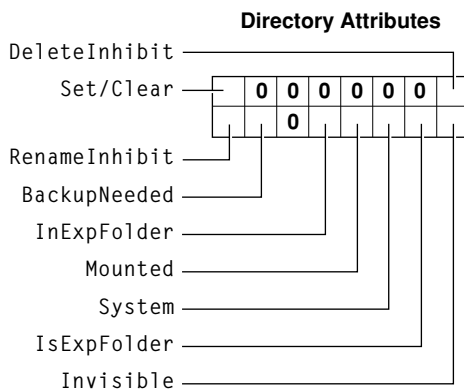 Directory Attributes
DeleteInhibit
Set/Clear 0 0 0 0 0 0
0
RenameInhibit
BackupNeeded
InExpFolder
Mounted
System
IsExpFolder
Invisible